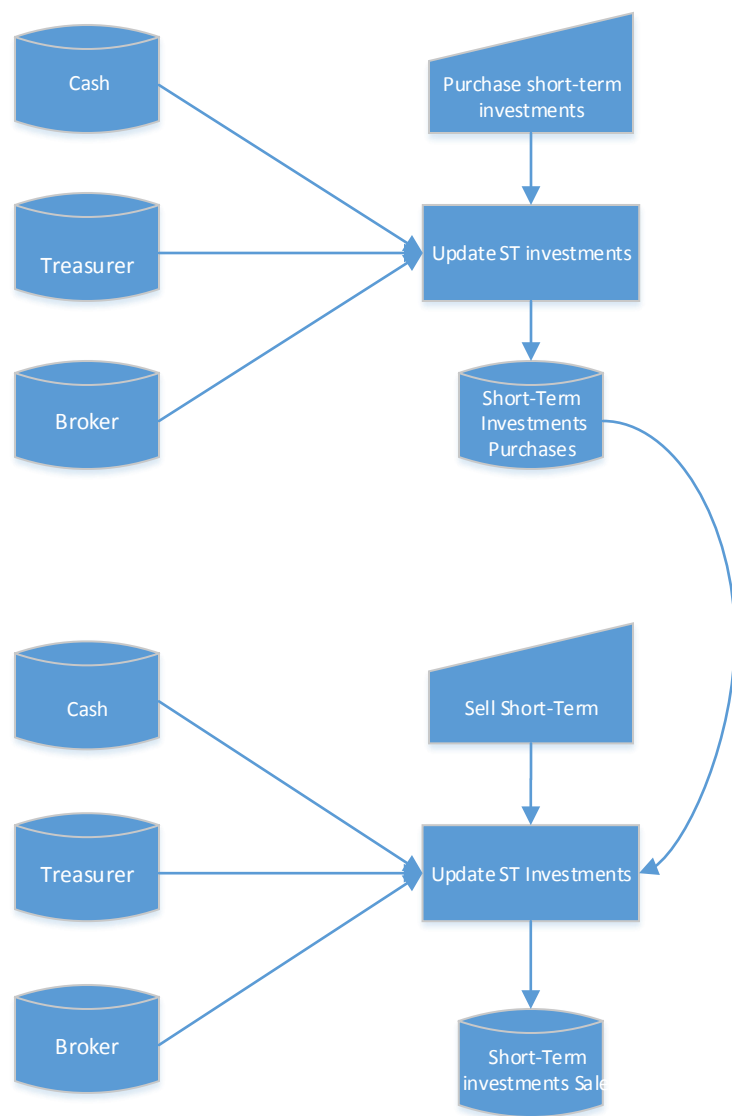 Cash
Purchase short-term
investments
Treasurer
Update ST investments
Broker
Short-Term
Investments
Purchases
Cash
Sell Short-Term
Treasurer
Update ST Investments
Broker
Short-Term
investments Sale